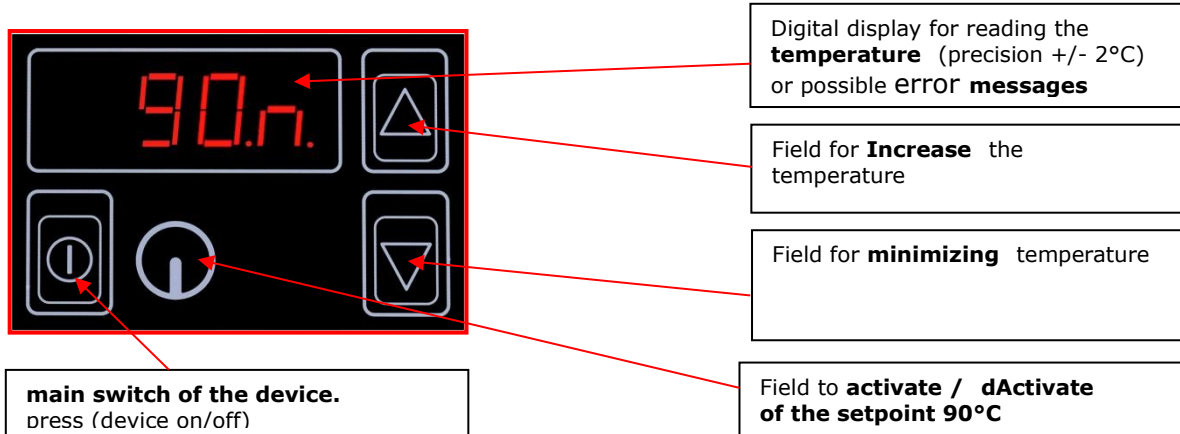 90.n.
Digital display for reading the
temperature (precision +/- 2°C)
or possible error messages
Field for Increase the
temperature
Field for minimizing temperature
main switch of the device.
press (device on/off)
Field to activate / dActivate
of the setpoint 90°C